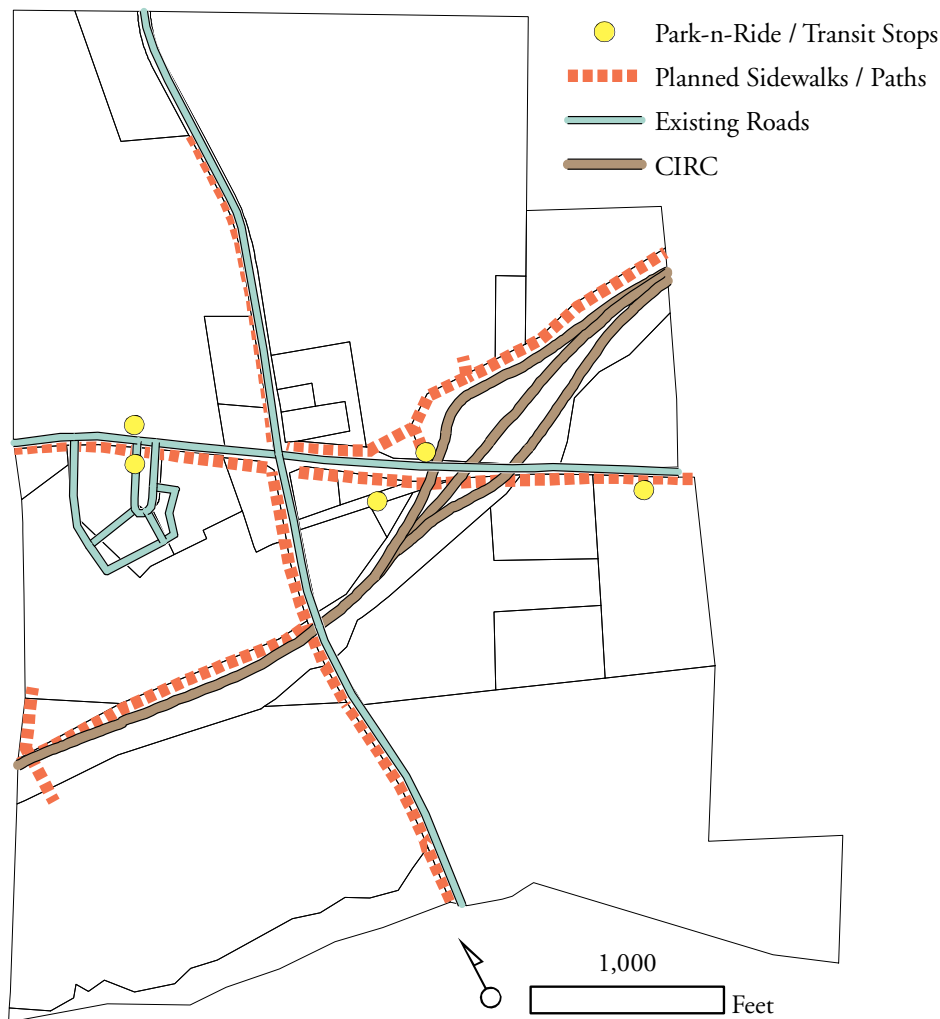 Park-n-Ride / Transit Stops
Planned Sidewalks / Paths
Existing Roads
CIRC
1,000
Feet